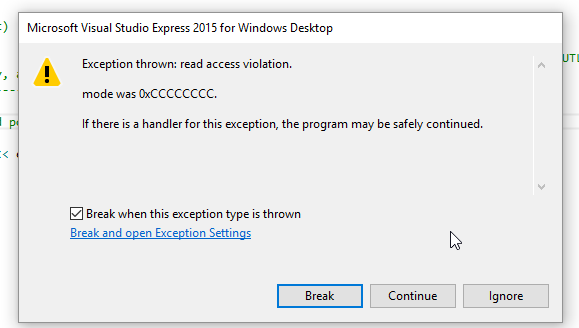 t)
Microsoft Visual Studio Express 2015 for Windows Desktop
Exception thrown: read access violation.
UTL
y, a
mode was 0xCCCCCCCC.
If there is a handler for this exception, the program may be safely continued.
d pe
Break when this exception type is thrown
Break and open Exception Settings
Break
Continue
Ignore